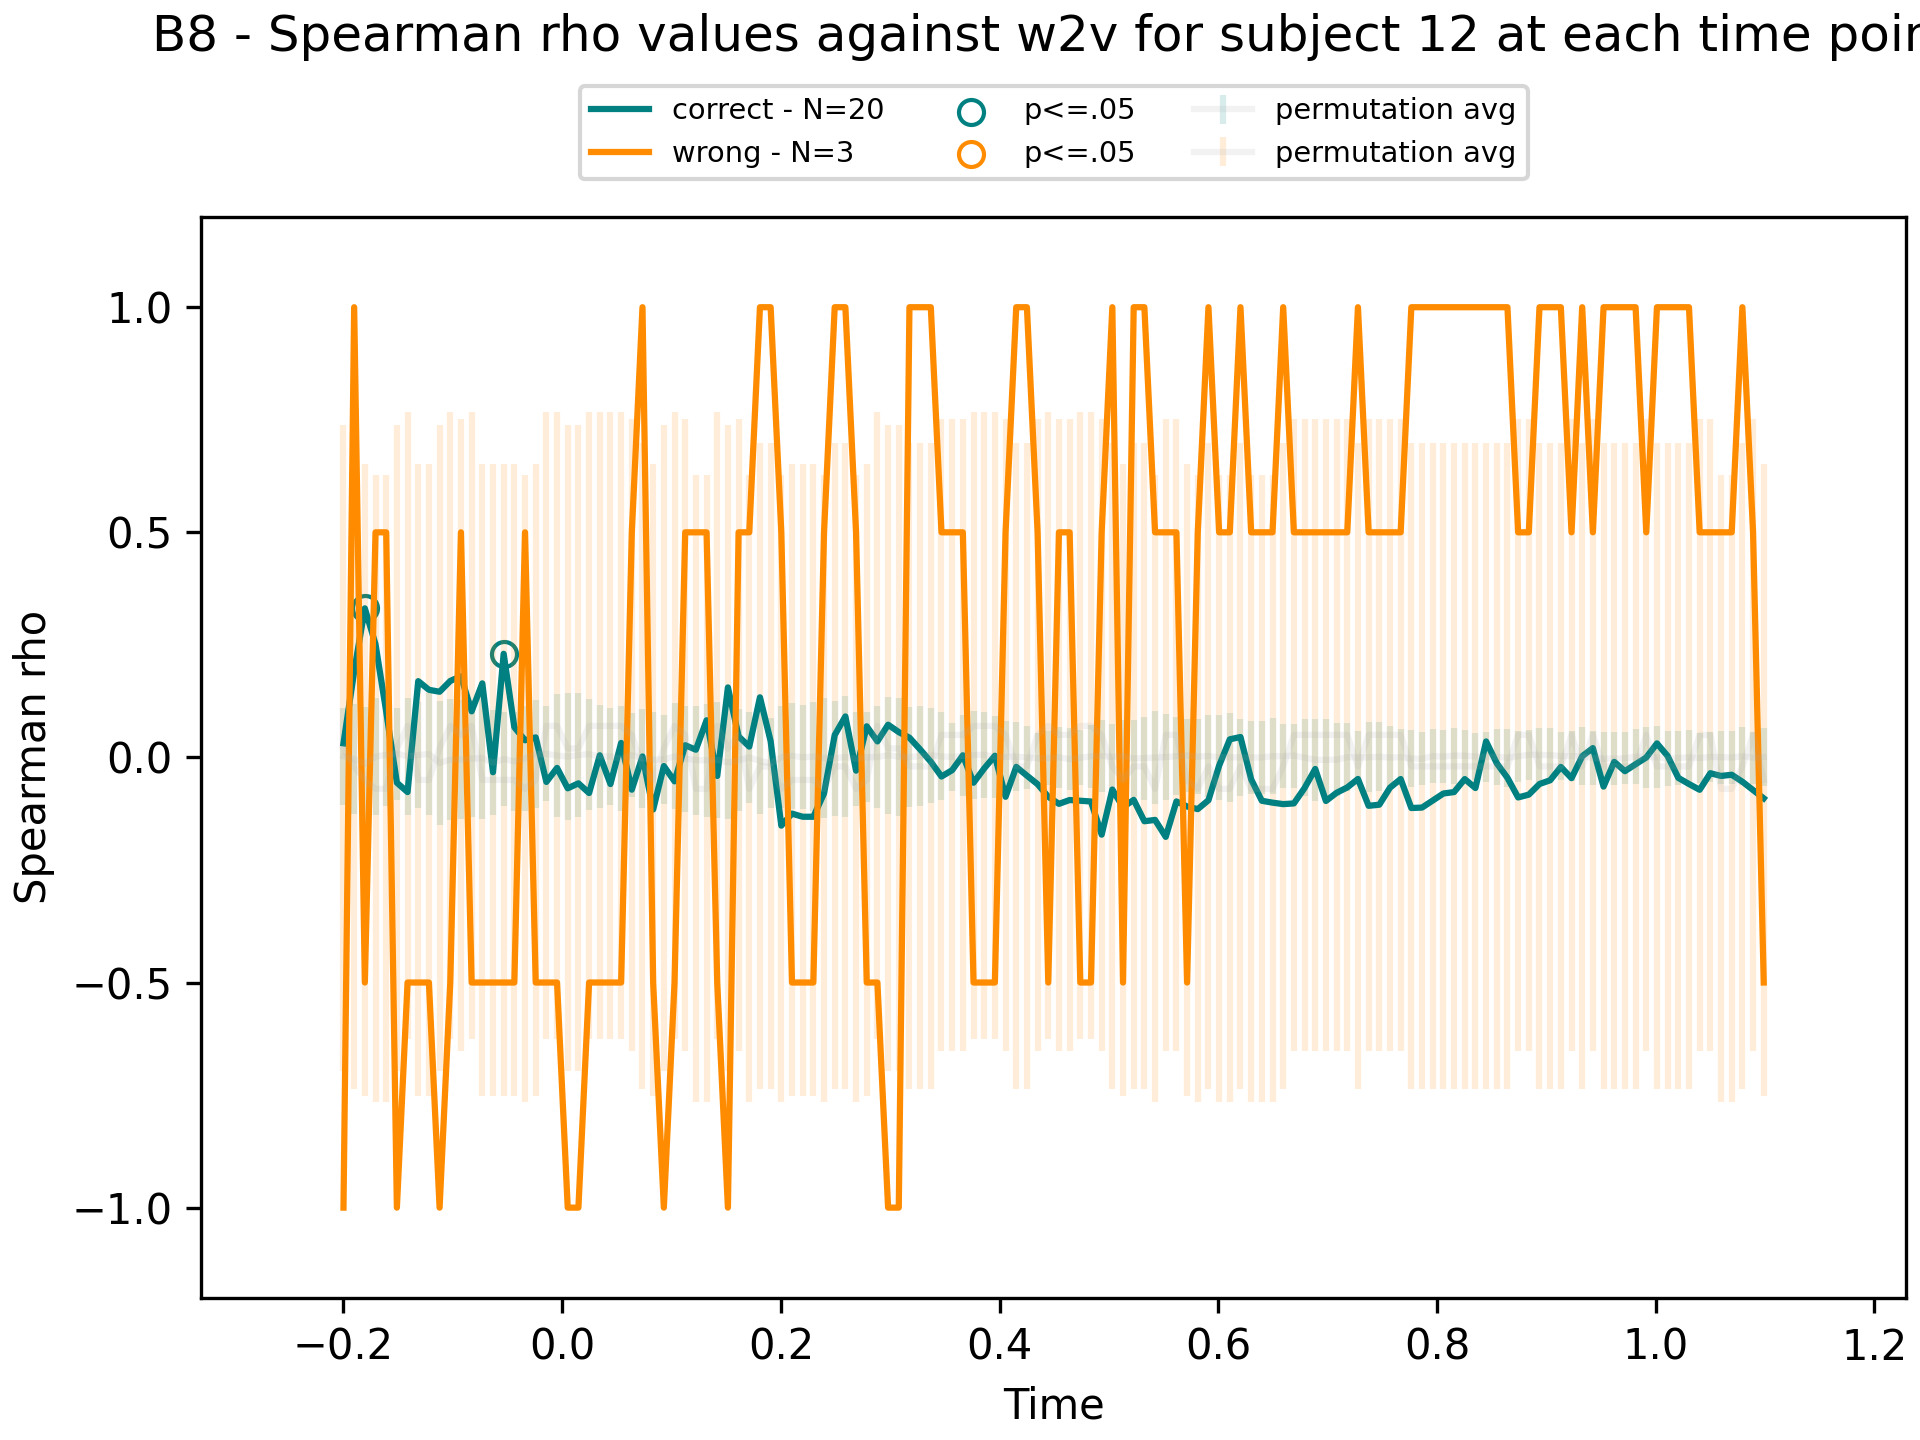 B8 - Spearman rho values against w2v for subject 12 at each time poin
correct - N=20
wrong - N=3
p<=.05
p<=.05
permutation avg
permutation avg
Spearman rho
1.0
0.5
0.0
−0.5
−1.0
−0.2 0.0 0.2 0.4 0.6 0.8 1.0 1.2
Time